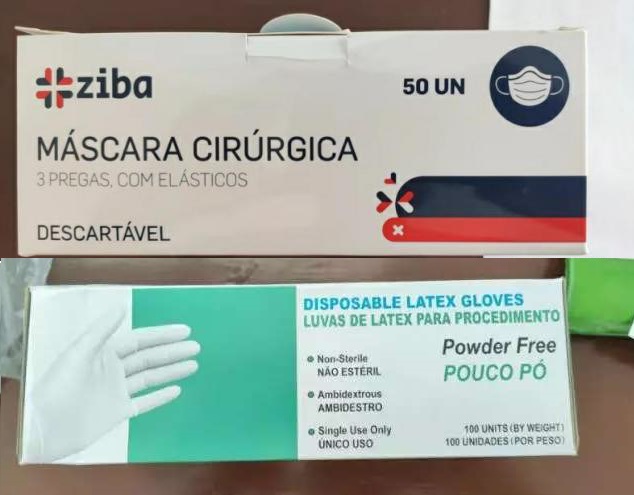 ziba
50 UN
MÁSCARA CIRÚRGICA
3 PREGAS, COM ELÁSTICOS
DESCARTÁVEL
DISPOSABLE LATEX GLOVES
LUVAS DE LATEX PARA PROCEDIMENTO
Powder Free
POUCO PÓ
Non-Sterile
NÃO ESTÉRIL
Ambidextrous
AMBIDESTRO
Single Use Only
ÚNICO USO
100 UNITS (BY WEIGHT)
100 UNIDADES (POR PESO)